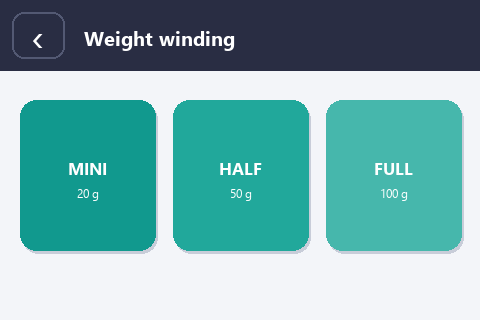 ‹
Weight winding
MINI
20 g
HALF
50 g
FULL
100 g